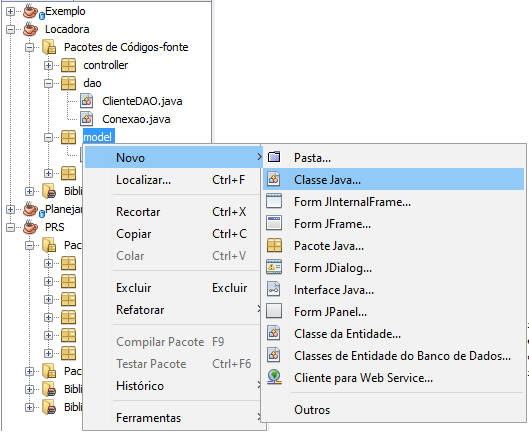 Exemplo
Locadora
Pacotes de Códigos-fonte
controller
dao
ClienteDAO.java
Conexao.java
model
Novo
Localizar... Ctrl+F
Recortar Ctrl+X
Copiar Ctrl+C
Colar Ctrl+V
Excluir Excluir
Refatorar
Compilar Pacote F9
Testar Pacote Ctrl+F6
Histórico
Ferramentas
Pasta...
Classe Java...
Form JInternalFrame...
Form JFrame...
Pacote Java...
Form JDialog...
Interface Java...
Form JPanel...
Classe da Entidade...
Classes de Entidade do Banco de Dados...
Cliente para Web Service...
Outros
Bibli
Planejar
PRS
Pac
Pac
Bibli
Bibli